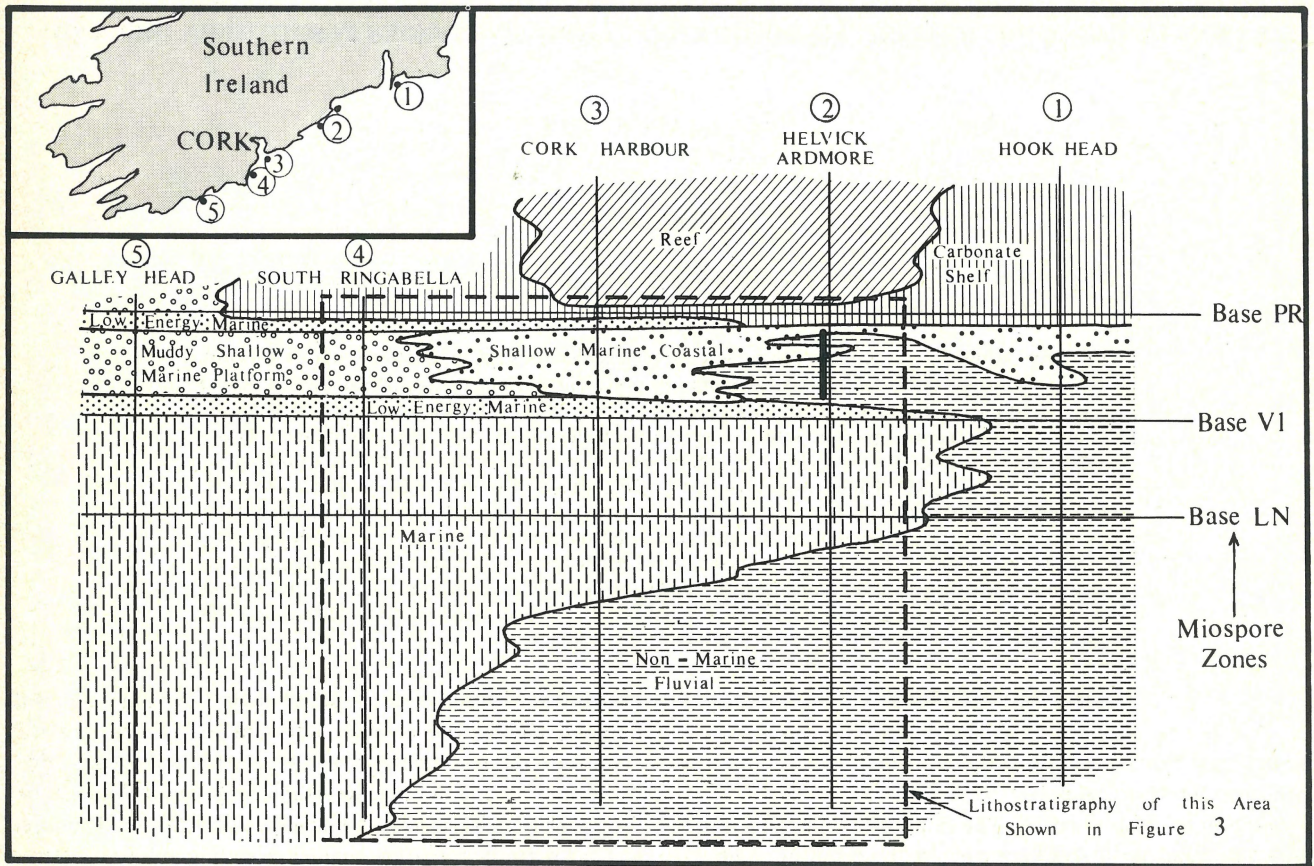 Southern
Ireland
CORK
①
②
③
④
⑤
③
CORK HARBOUR
②
HELVICK
ARDMORE
①
HOOK HEAD
⑤
GALLEY HEAD
④
SOUTH RINGABELLA
Reef
Carbonate
Shelf
Low Energy Marine
Muddy Shallow
Marine Platform
Shallow Marine Coastal
Low Energy Marine
Marine
Non - Marine
Fluvial
Base PR
Base V1
Base LN
Miospore
Zones
Lithostratigraphy of this Area
Shown in Figure 3